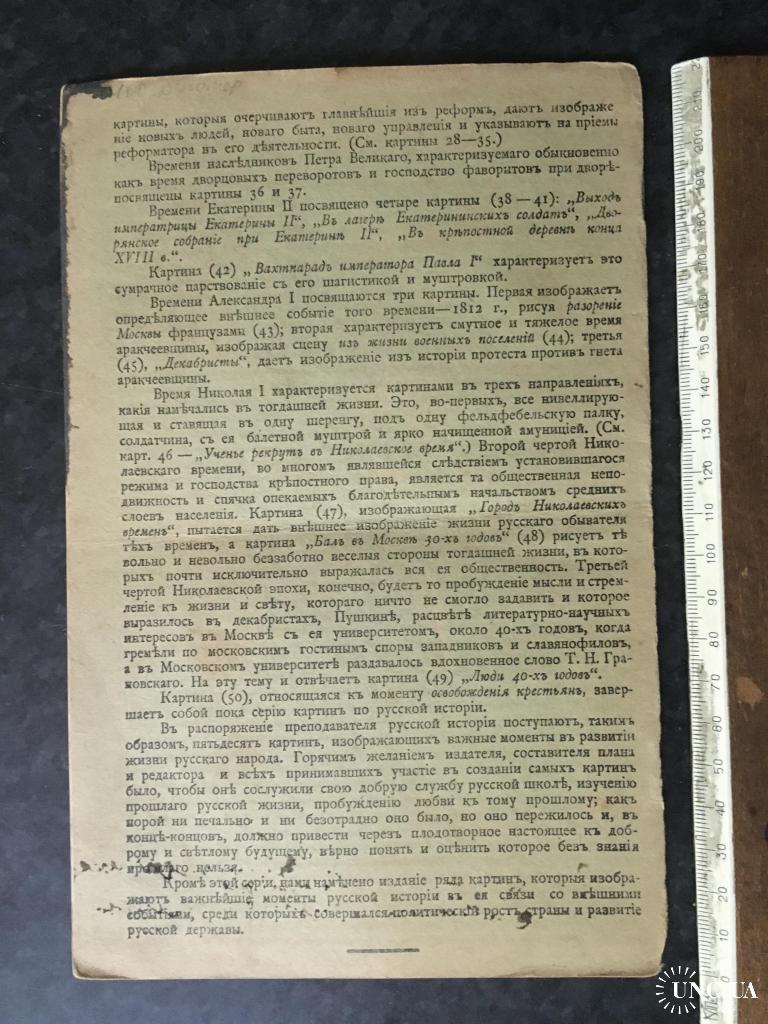 картины, которыя очерчиваютъ главнѣйшія изъ реформъ, даютъ изображе
ніе новыхъ людей, новаго быта, новаго управленія и указываютъ на пріемы
реформатора въ его дѣятельности. (См. картины 28—35.)
Времени наслѣдниковъ Петра Великаго, характеризуемаго обыкновенно
какъ время дворцовыхъ переворотовъ и господство фаворитовъ при дворѣ-
посвящены картины 36 и 37.
Времени Екатерины II посвящено четыре картины (38—41): „Выходъ
императрицы Екатерины II“, „Въ лагерѣ Екатерининскихъ солдатъ“, „Дво-
рянское собраніе при Екатеринѣ II“, „Въ крѣпостной деревнѣ конца
XVIII в.“.
Картина (42) „Вахтпарадъ императора Павла I“ характеризуетъ это
сумрачное царствованіе съ его шагистикой и муштровкой.
Времени Александра I посвящаются три картины. Первая изображаетъ
опредѣляющее внѣшнее событіе того времени—1812 г., рисуя разореніе
Москвы французами (43); вторая характеризуетъ смутное и тяжелое время
аракчеевщины, изображая сцену изъ жизни военныхъ поселеній (44); третья
(45), „Декабристы“, даетъ изображеніе изъ исторіи протеста противъ гнета
аракчеевщины.
Время Николая I характеризуется картинами въ трехъ направленіяхъ,
какія намѣчались въ тогдашней жизни. Это, во-первыхъ, все нивеллирую-
щая и ставящая въ одну шеренгу, подъ одну фельдфебельскую палку,
солдатчина, съ ея балетной муштрой и ярко начищенной амуниціей. (См.
карт. 46 — „Ученье рекрутъ въ Николаевское время“.) Второй чертой Нико-
лаевскаго времени, во многомъ являвшейся слѣдствіемъ установившагося
режима и господства крѣпостного права, является та общественная непо-
движность и спячка опекаемыхъ благодѣтельнымъ начальствомъ среднихъ
слоевъ населенія. Картина (47), изображающая „Городъ Николаевскихъ
временъ“, пытается дать внѣшнее изображеніе жизни русскаго обывателя
тѣхъ временъ, а картина „Балъ въ Москвѣ 30-хъ годовъ“ (48) рисуетъ тѣ
вольно и невольно беззаботно веселыя стороны тогдашней жизни, въ кото-
рыхъ почти исключительно выражалась вся ея общественность. Третьей
чертой Николаевской эпохи, конечно, будетъ то пробужденіе мысли и стрем-
леніе къ жизни и свѣту, котораго ничто не смогло задавить и которое
выразилось въ декабристахъ, Пушкинѣ, расцвѣтѣ литературно-научныхъ
интересовъ въ Москвѣ съ ея университетомъ, около 40-хъ годовъ, когда
гремѣли по московскимъ гостинымъ споры западниковъ и славянофиловъ,
а въ Московскомъ университетѣ раздавалось вдохновенное слово Т. Н. Гра-
новскаго. На эту тему и отвѣчаетъ картина (49) „Люди 40-хъ годовъ“.
Картина (50), относящаяся къ моменту освобожденія крестьянъ, завер-
шаетъ собой пока серію картинъ по русской исторіи.
Въ распоряженіе преподавателя русской исторіи поступаютъ, такимъ
образомъ, пятьдесятъ картинъ, изображающихъ важные моменты въ развитіи
жизни русскаго народа. Горячимъ желаніемъ издателя, составителя плана
и редактора и всѣхъ принимавшихъ участіе въ созданіи самыхъ картинъ
было, чтобы онѣ сослужили свою добрую службу русской школѣ, изученію
прошлаго русской жизни, пробужденію любви къ тому прошлому; какъ
порой ни печально и ни безотрадно оно было, но оно пережилось и, въ
концѣ-концовъ, должно привести черезъ плодотворное настоящее къ доб-
рому и свѣтлому будущему, вѣрно понять и оцѣнить которое безъ знанія
прошлаго нельзя.
Кромѣ этой серіи, нами намѣчено изданіе ряда картинъ, которыя изобра-
жаютъ важнѣйшіе моменты русской исторіи въ ея связи со внѣшними
событіями, среди которыхъ совершался политическій ростъ страны и развитіе
русской державы.
UNC.UA